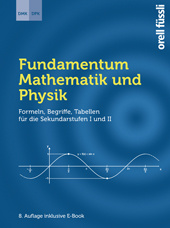 DMK DPK
orell füssli
Fundamentum
Mathematik und
Physik
Formeln, Begriffe, Tabellen
für die Sekundarstufen I und II
8. Auflage inklusive E-Book